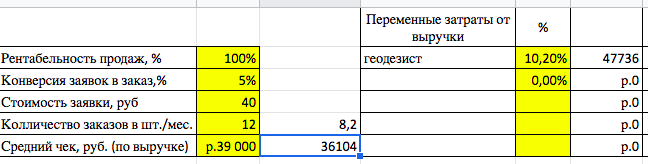 Переменные затраты от выручки %
Рентабельность продаж, % 100% геодезист 10,20% 47736
Конверсия заявок в заказ,% 5% 0,00% р.0
Стоимость заявки, руб 40 р.0
Колличество заказов в шт./мес. 12 8,2 р.0
Средний чек, руб. (по выручке) р.39 000 36104 р.0